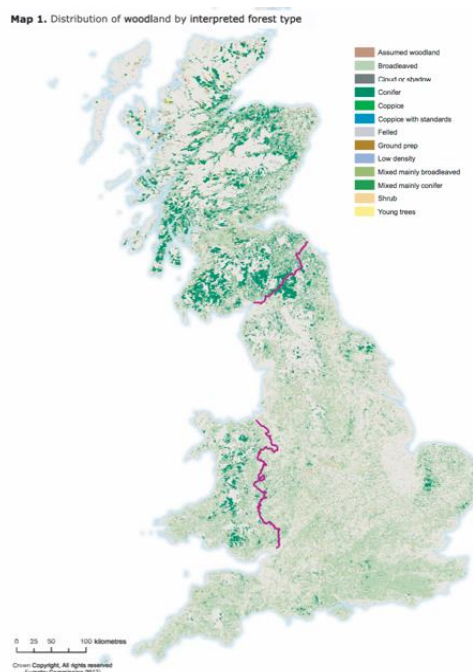 Map 1. Distribution of woodland by interpreted forest type
Assumed woodland
Broadleaved
Cloud or shadow
Conifer
Coppice
Coppice with standards
Felled
Ground prep
Low density
Mixed mainly broadleaved
Mixed mainly conifer
Shrub
Young trees
0 25 50 100 kilometres
Crown Copyright, All rights reserved